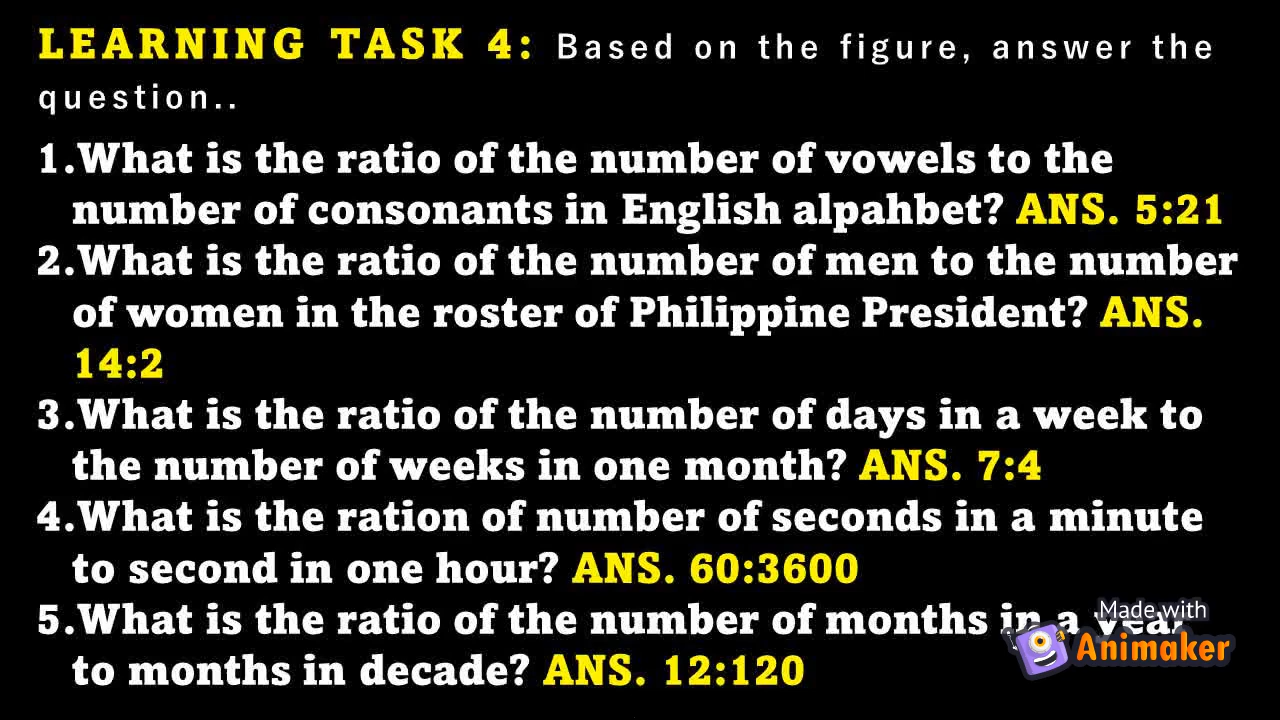 LEARNING TASK 4: Based on the figure, answer the
question..
1.What is the ratio of the number of vowels to the
number of consonants in English alpahbet? ANS. 5:21
2.What is the ratio of the number of men to the number
of women in the roster of Philippine President? ANS.
14:2
3.What is the ratio of the number of days in a week to
the number of weeks in one month? ANS. 7:4
4.What is the ration of number of seconds in a minute
to second in one hour? ANS. 60:3600
5.What is the ratio of the number of months in a year
to months in decade? ANS. 12:120
Made with
Animaker